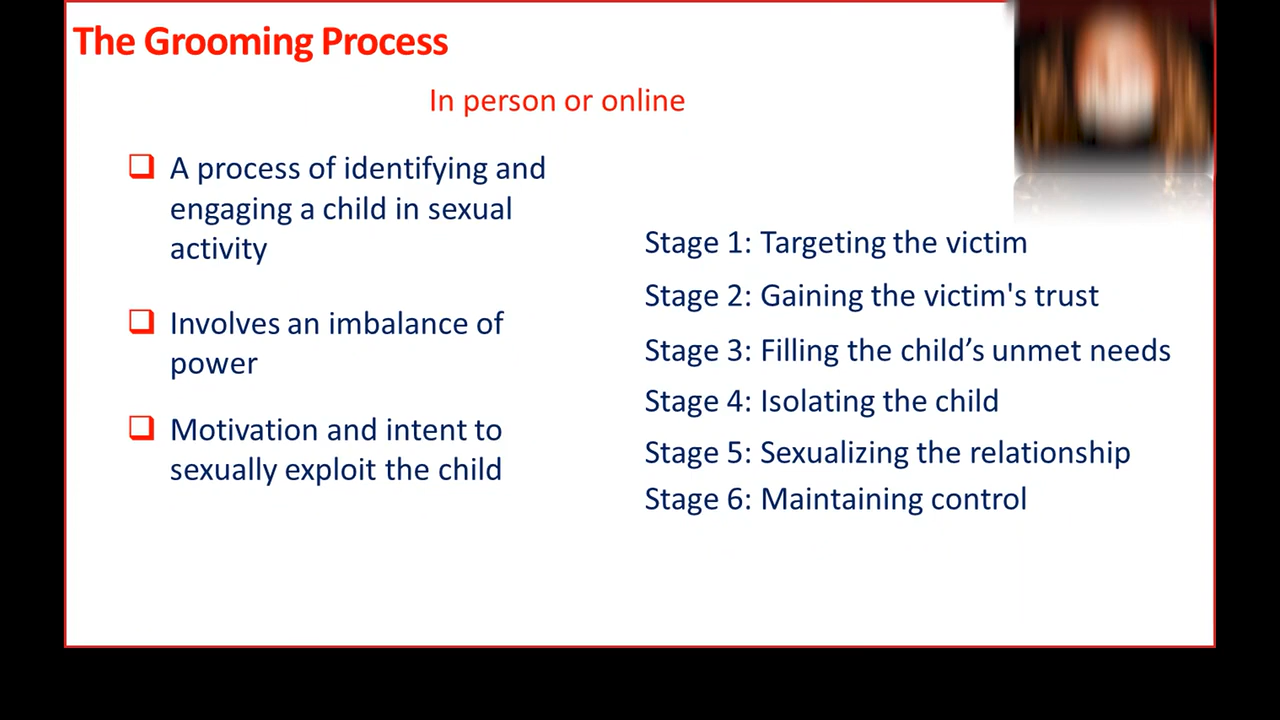 The Grooming Process
In person or online
A process of identifying and
engaging a child in sexual
activity
Involves an imbalance of
power
Motivation and intent to
sexually exploit the child
Stage 1: Targeting the victim
Stage 2: Gaining the victim's trust
Stage 3: Filling the child’s unmet needs
Stage 4: Isolating the child
Stage 5: Sexualizing the relationship
Stage 6: Maintaining control